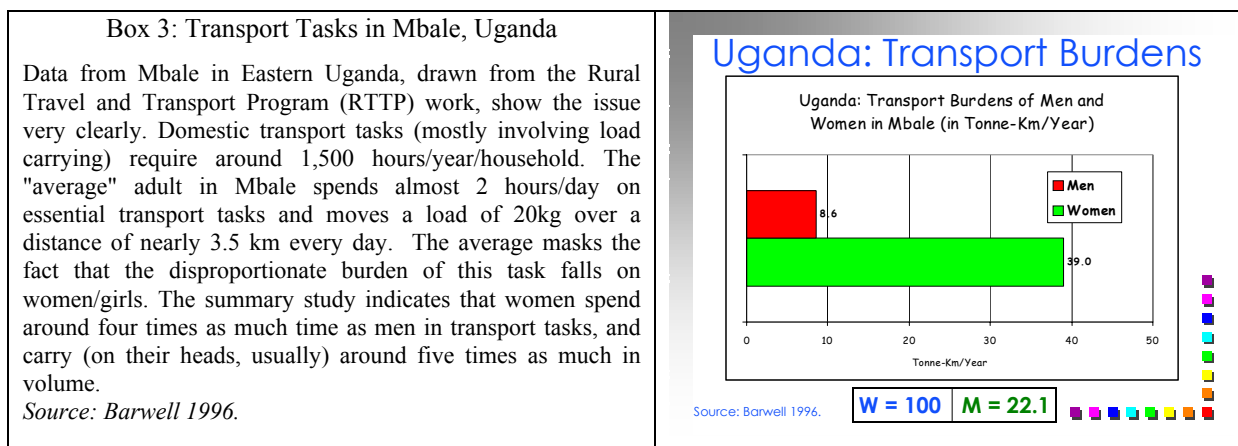 Box 3: Transport Tasks in Mbale, Uganda
Data from Mbale in Eastern Uganda, drawn from the Rural
Travel and Transport Program (RTTP) work, show the issue
very clearly. Domestic transport tasks (mostly involving load
carrying) require around 1,500 hours/year/household. The
"average" adult in Mbale spends almost 2 hours/day on
essential transport tasks and moves a load of 20kg over a
distance of nearly 3.5 km every day. The average masks the
fact that the disproportionate burden of this task falls on
women/girls. The summary study indicates that women spend
around four times as much time as men in transport tasks, and
carry (on their heads, usually) around five times as much in
volume.
Source: Barwell 1996.
Uganda: Transport Burdens
Uganda: Transport Burdens of Men and
Women in Mbale (in Tonne-Km/Year)
Men
Women
8.6
39.0
0 10 20 30 40 50
Tonne-Km/Year
Source: Barwell 1996.
W = 100 M = 22.1